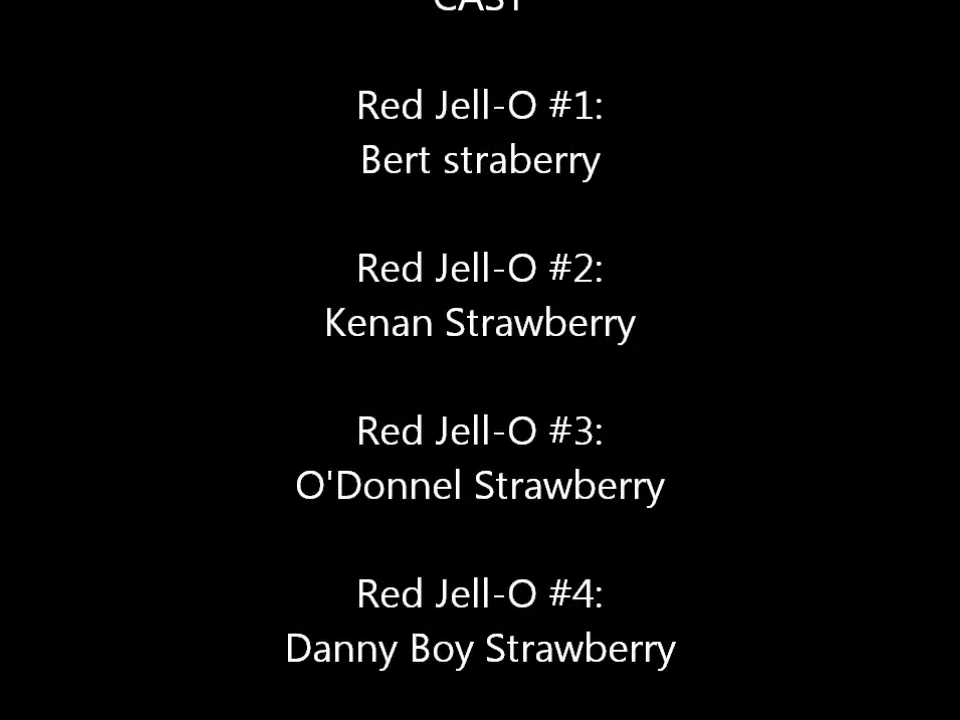 CAST
Red Jell-O #1:
Bert straberry
Red Jell-O #2:
Kenan Strawberry
Red Jell-O #3:
O'Donnel Strawberry
Red Jell-O #4:
Danny Boy Strawberry